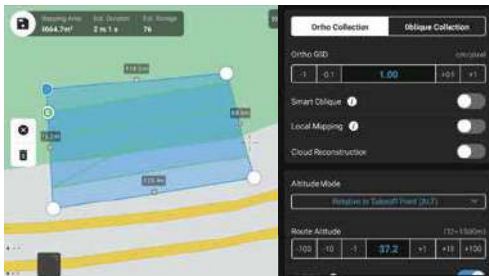 Mapping Area
Est. Duration
Est. Storage
2 m 1 s
76
Ortho Collection
Oblique Collection
Ortho GSD
cm/pixel
-1
-0.1
1.00
+0.1
+1
Smart Oblique
Local Mapping
Cloud Reconstruction
Altitude Mode
Relative to Takeoff Point (ALT)
Route Altitude
(12~1500m)
-100
-10
-1
37.2
+1
+10
+100